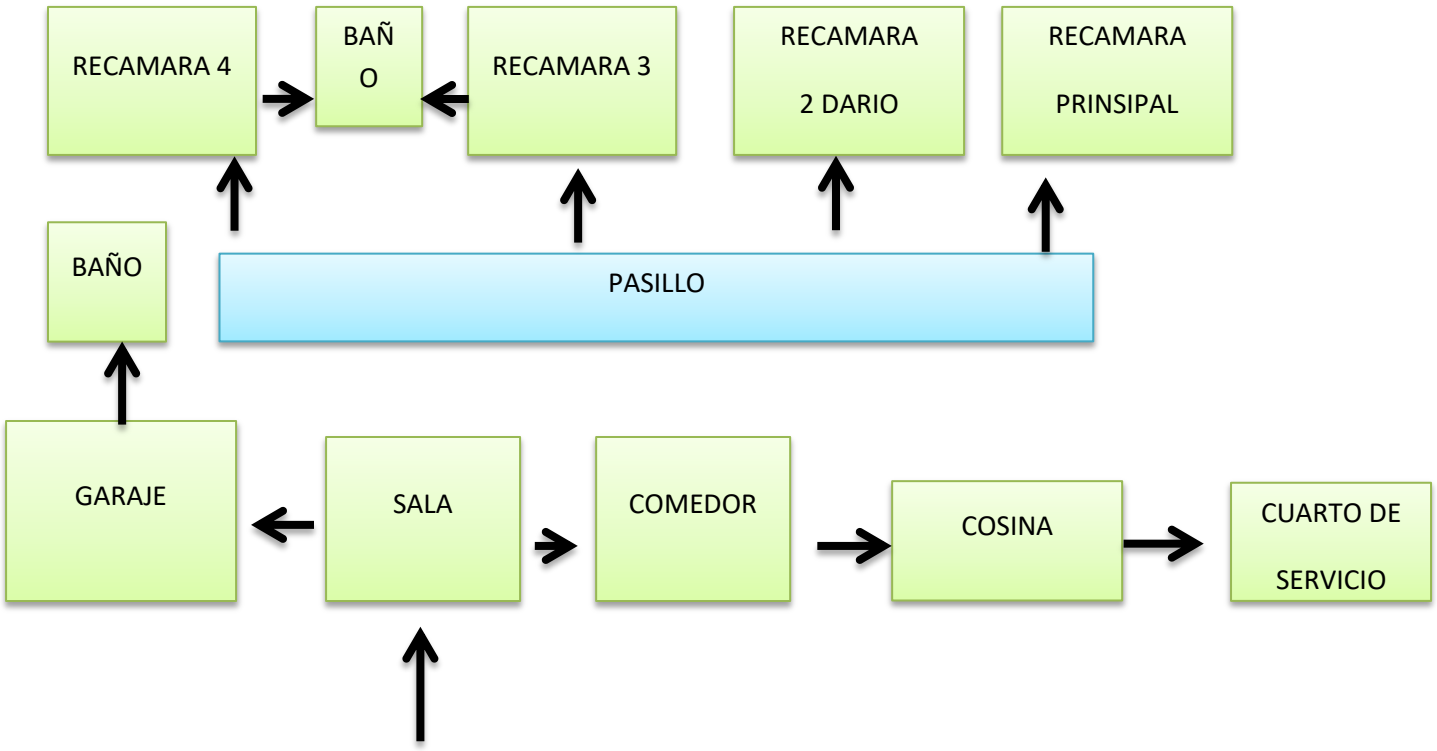 RECAMARA 4
BAÑ
O
RECAMARA 3
RECAMARA
2 DARIO
RECAMARA
PRINSIPAL
BAÑO
PASILLO
GARAJE
SALA
COMEDOR
COSINA
CUARTO DE
SERVICIO